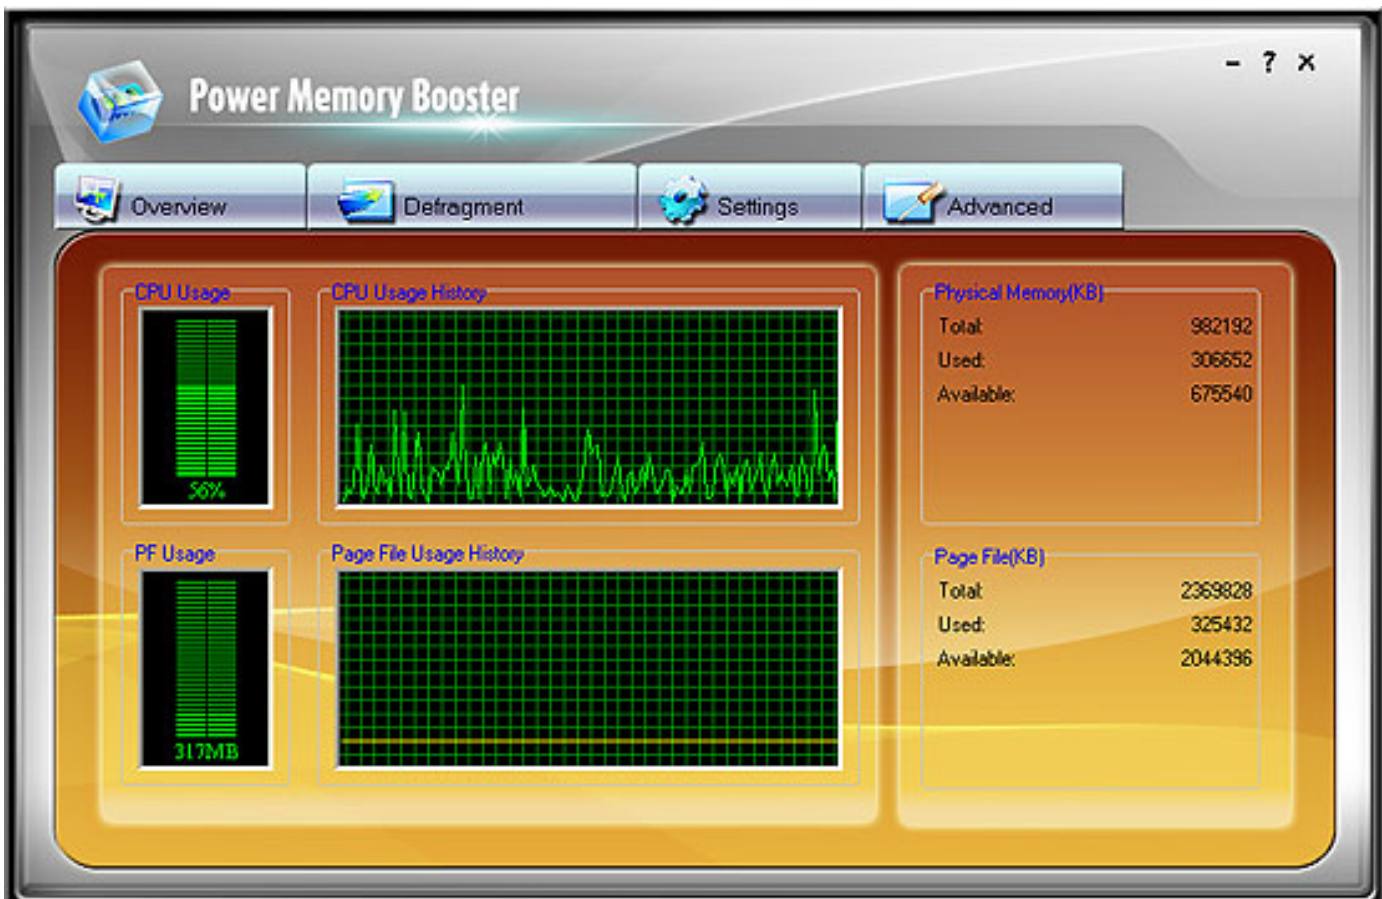 Power Memory Booster
– ? ×
Overview Defragment Settings Advanced
CPU Usage CPU Usage History Physical Memory(KB)
Total: 982192
Used: 306652
Available: 675540
56%
PF Usage Page File Usage History Page File(KB)
Total: 2369828
Used: 325432
Available: 2044396
317MB